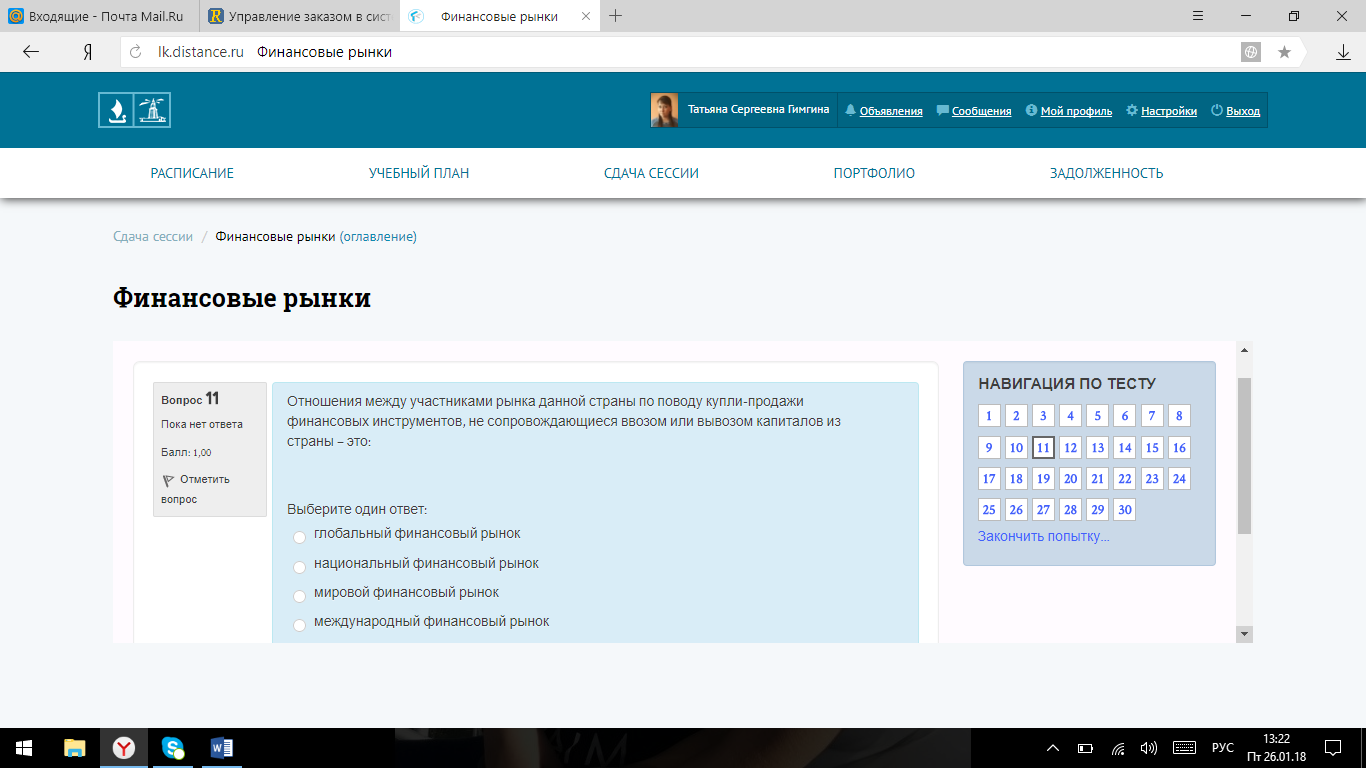 Входящие - Почта Mail.Ru
Управление заказом в сист
Финансовые рынки
lk.distance.ru Финансовые рынки
Татьяна Сергеевна Гимгина Объявления Сообщения Мой профиль Настройки Выход
РАСПИСАНИЕ УЧЕБНЫЙ ПЛАН СДАЧА СЕССИИ ПОРТФОЛИО ЗАДОЛЖЕННОСТЬ
Сдача сессии / Финансовые рынки (оглавление)
Финансовые рынки
Вопрос 11
Пока нет ответа
Балл: 1,00
Отметить
вопрос
Отношения между участниками рынка данной страны по поводу купли-продажи
финансовых инструментов, не сопровождающиеся ввозом или вывозом капиталов из
страны – это:
Выберите один ответ:
глобальный финансовый рынок
национальный финансовый рынок
мировой финансовый рынок
международный финансовый рынок
НАВИГАЦИЯ ПО ТЕСТУ
1 2 3 4 5 6 7 8
9 10 11 12 13 14 15 16
17 18 19 20 21 22 23 24
25 26 27 28 29 30
Закончить попытку...
РУС
13:22
Пт 26.01.18